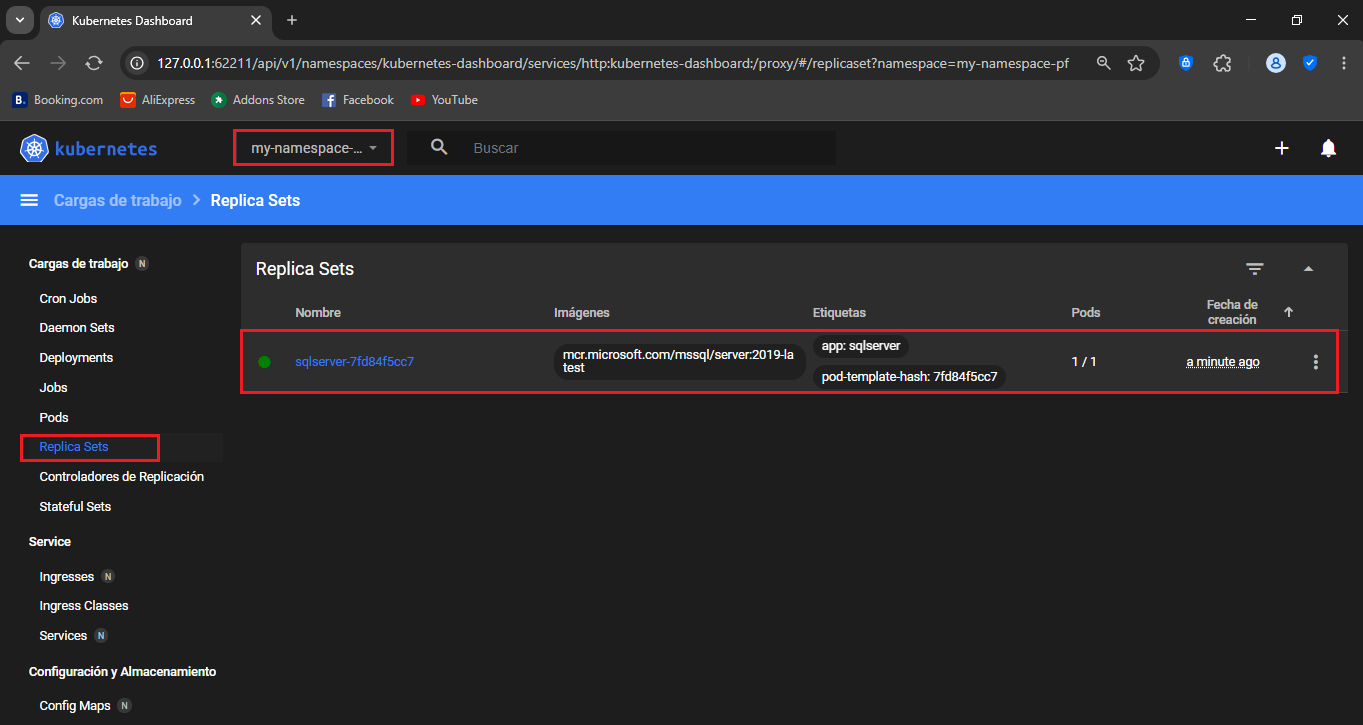 Kubernetes Dashboard
127.0.0.1:62211/api/v1/namespaces/kubernetes-dashboard/services/http:kubernetes-dashboard:/proxy/#/replicaset?namespace=my-namespace-pf
B. Booking.com AliExpress Addons Store Facebook YouTube
kubernetes my-namespace-... Buscar
Cargas de trabajo > Replica Sets
Cargas de trabajo N
Cron Jobs
Daemon Sets
Deployments
Jobs
Pods
Replica Sets
Controladores de Replicación
Stateful Sets
Service
Ingresses N
Ingress Classes
Services N
Configuración y Almacenamiento
Config Maps N
Replica Sets
Nombre Imágenes Etiquetas Pods Fecha de
creación
sqlserver-7fd84f5cc7
mcr.microsoft.com/mssql/server:2019-la
test
app: sqlserver
pod-template-hash: 7fd84f5cc7
1 / 1
a minute ago